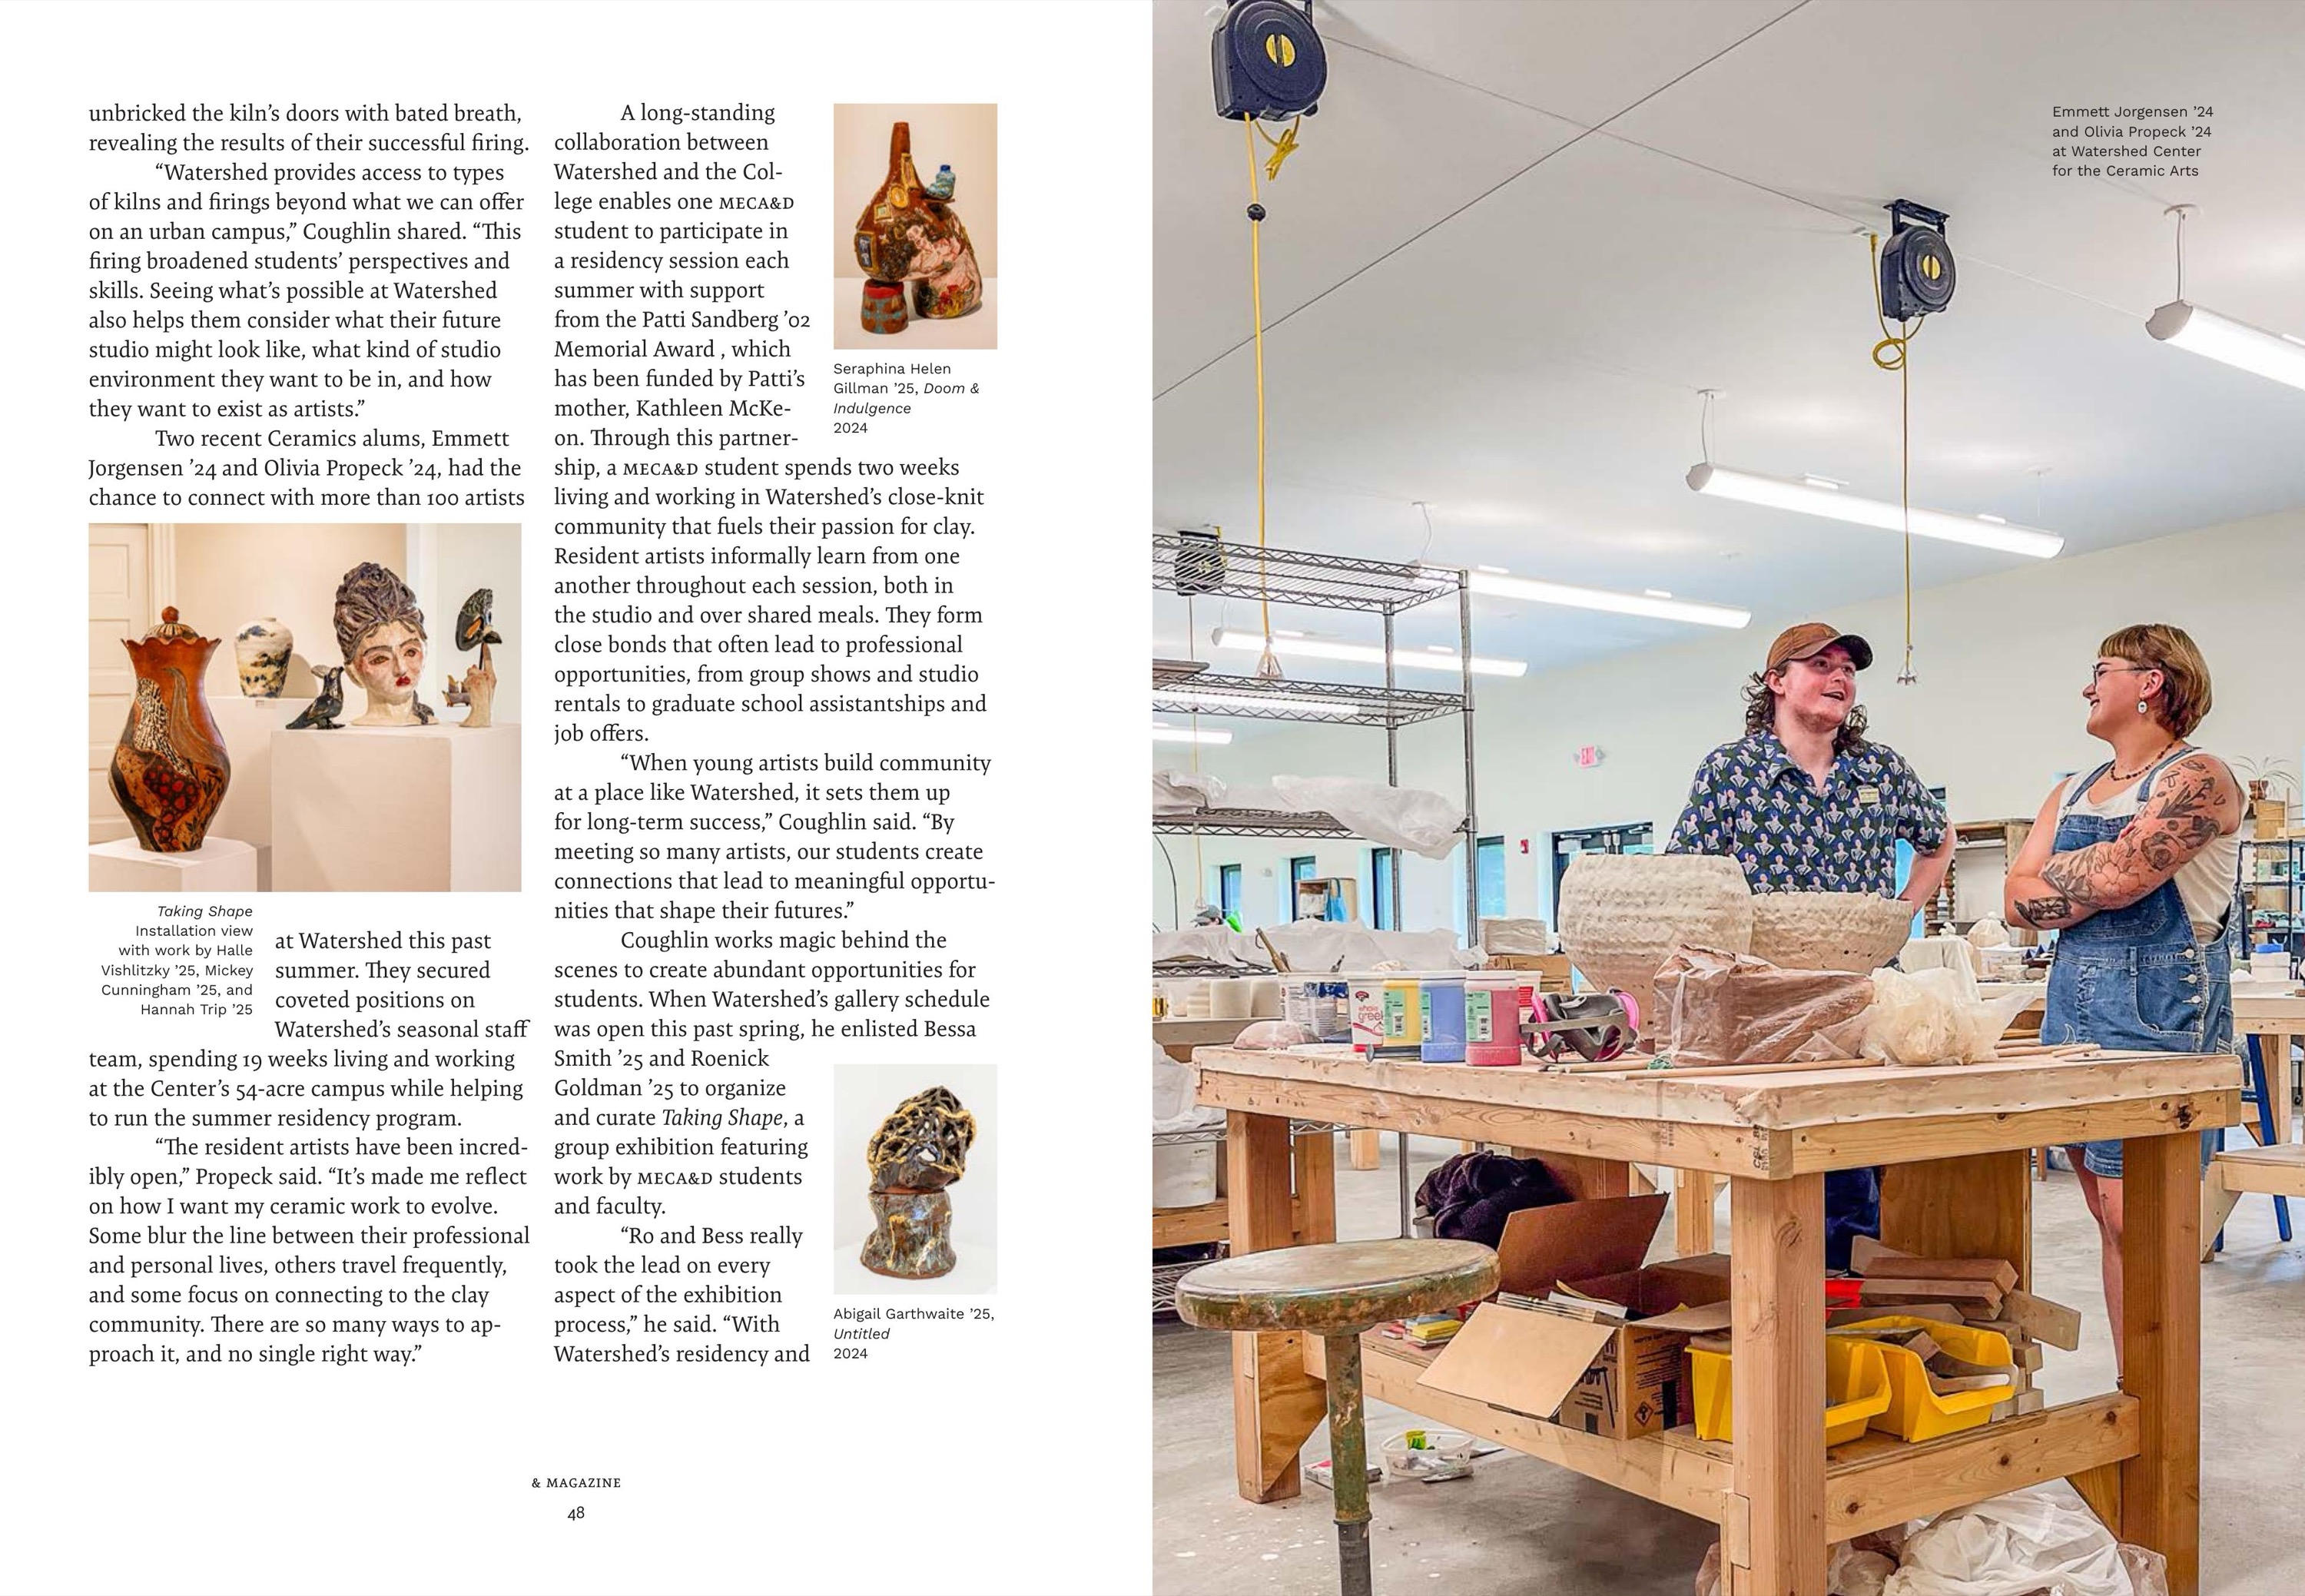 unbricked the kiln’s doors with bated breath,
revealing the results of their successful firing.
“Watershed provides access to types
of kilns and firings beyond what we can offer
on an urban campus,” Coughlin shared. “This
firing broadened students’ perspectives and
skills. Seeing what’s possible at Watershed
also helps them consider what their future
studio might look like, what kind of studio
environment they want to be in, and how
they want to exist as artists.”
Two recent Ceramics alums, Emmett
Jorgensen ’24 and Olivia Propeck ’24, had the
chance to connect with more than 100 artists
Taking Shape
Installation view
with work by Halle
Vishlitzky ’25, Mickey
Cunningham ’25, and
Hannah Trip ’25
at Watershed this past
summer. They secured
coveted positions on
Watershed’s seasonal staff
team, spending 19 weeks living and working
at the Center’s 54-acre campus while helping
to run the summer residency program.
“The resident artists have been incred-
ibly open,” Propeck said. “It’s made me reflect
on how I want my ceramic work to evolve.
Some blur the line between their professional
and personal lives, others travel frequently,
and some focus on connecting to the clay
community. There are so many ways to ap-
proach it, and no single right way.”
A long-standing
collaboration between
Watershed and the Col-
lege enables one MECA&D
student to participate in
a residency session each
summer with support
from the Patti Sandberg ’02
Memorial Award , which
has been funded by Patti’s
mother, Kathleen McKe-
on. Through this partner-
ship, a MECA&D student spends two weeks
living and working in Watershed’s close-knit
community that fuels their passion for clay.
Resident artists informally learn from one
another throughout each session, both in
the studio and over shared meals. They form
close bonds that often lead to professional
opportunities, from group shows and studio
rentals to graduate school assistantships and
job offers.
“When young artists build community
at a place like Watershed, it sets them up
for long-term success,” Coughlin said. “By
meeting so many artists, our students create
connections that lead to meaningful opportu-
nities that shape their futures.”
Coughlin works magic behind the
scenes to create abundant opportunities for
students. When Watershed’s gallery schedule
was open this past spring, he enlisted Bessa
Smith ’25 and Roenick
Goldman ’25 to organize
and curate Taking Shape, a
group exhibition featuring
work by MECA&D students
and faculty.
“Ro and Bess really
took the lead on every
aspect of the exhibition
process,” he said. “With
Watershed’s residency and
Seraphina Helen
Gillman ’25, Doom &
Indulgence
2024
Abigail Garthwaite ’25,
Untitled
2024
& MAGAZINE
48
Emmett Jorgensen ’24
and Olivia Propeck ’24
at Watershed Center
for the Ceramic Arts
EXIT
greek